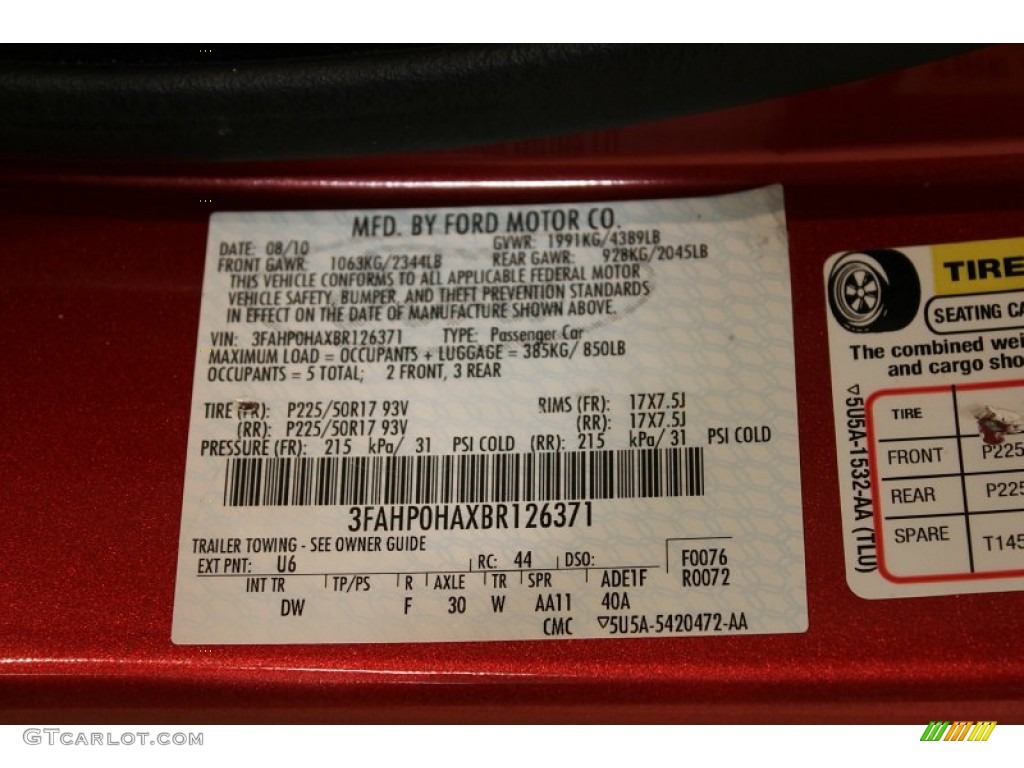 MFD. BY FORD MOTOR CO.
DATE: 08/10 GVWR: 1991KG/4389LB
FRONT GAWR: 1063KG/2344LB REAR GAWR: 928KG/2045LB
THIS VEHICLE CONFORMS TO ALL APPLICABLE FEDERAL MOTOR
VEHICLE SAFETY, BUMPER, AND THEFT PREVENTION STANDARDS
IN EFFECT ON THE DATE OF MANUFACTURE SHOWN ABOVE.
VIN: 3FAHP0HAXBR126371 TYPE: Passenger Car
MAXIMUM LOAD = OCCUPANTS + LUGGAGE = 385KG/ 850LB
OCCUPANTS = 5 TOTAL; 2 FRONT, 3 REAR
TIRE (FR): P225/50R17 93V RIMS (FR): 17X7.5J
(RR): P225/50R17 93V (RR): 17X7.5J
PRESSURE (FR): 215 kPa/ 31 PSI COLD (RR): 215 kPa/ 31 PSI COLD
3FAHP0HAXBR126371
TRAILER TOWING - SEE OWNER GUIDE
EXT PNT: U6 RC: 44 DSO: F0076
INT TR TP/PS R AXLE TR SPR ADE1F R0072
DW F 30 W AA11 40A
CMC ▽5U5A-5420472-AA
TIRE
SEATING CA
The combined wei
and cargo sho
▽5U5A-1532-AA (TLU)
TIRE
FRONT P225
REAR P225
SPARE T145
GTcarlot.com